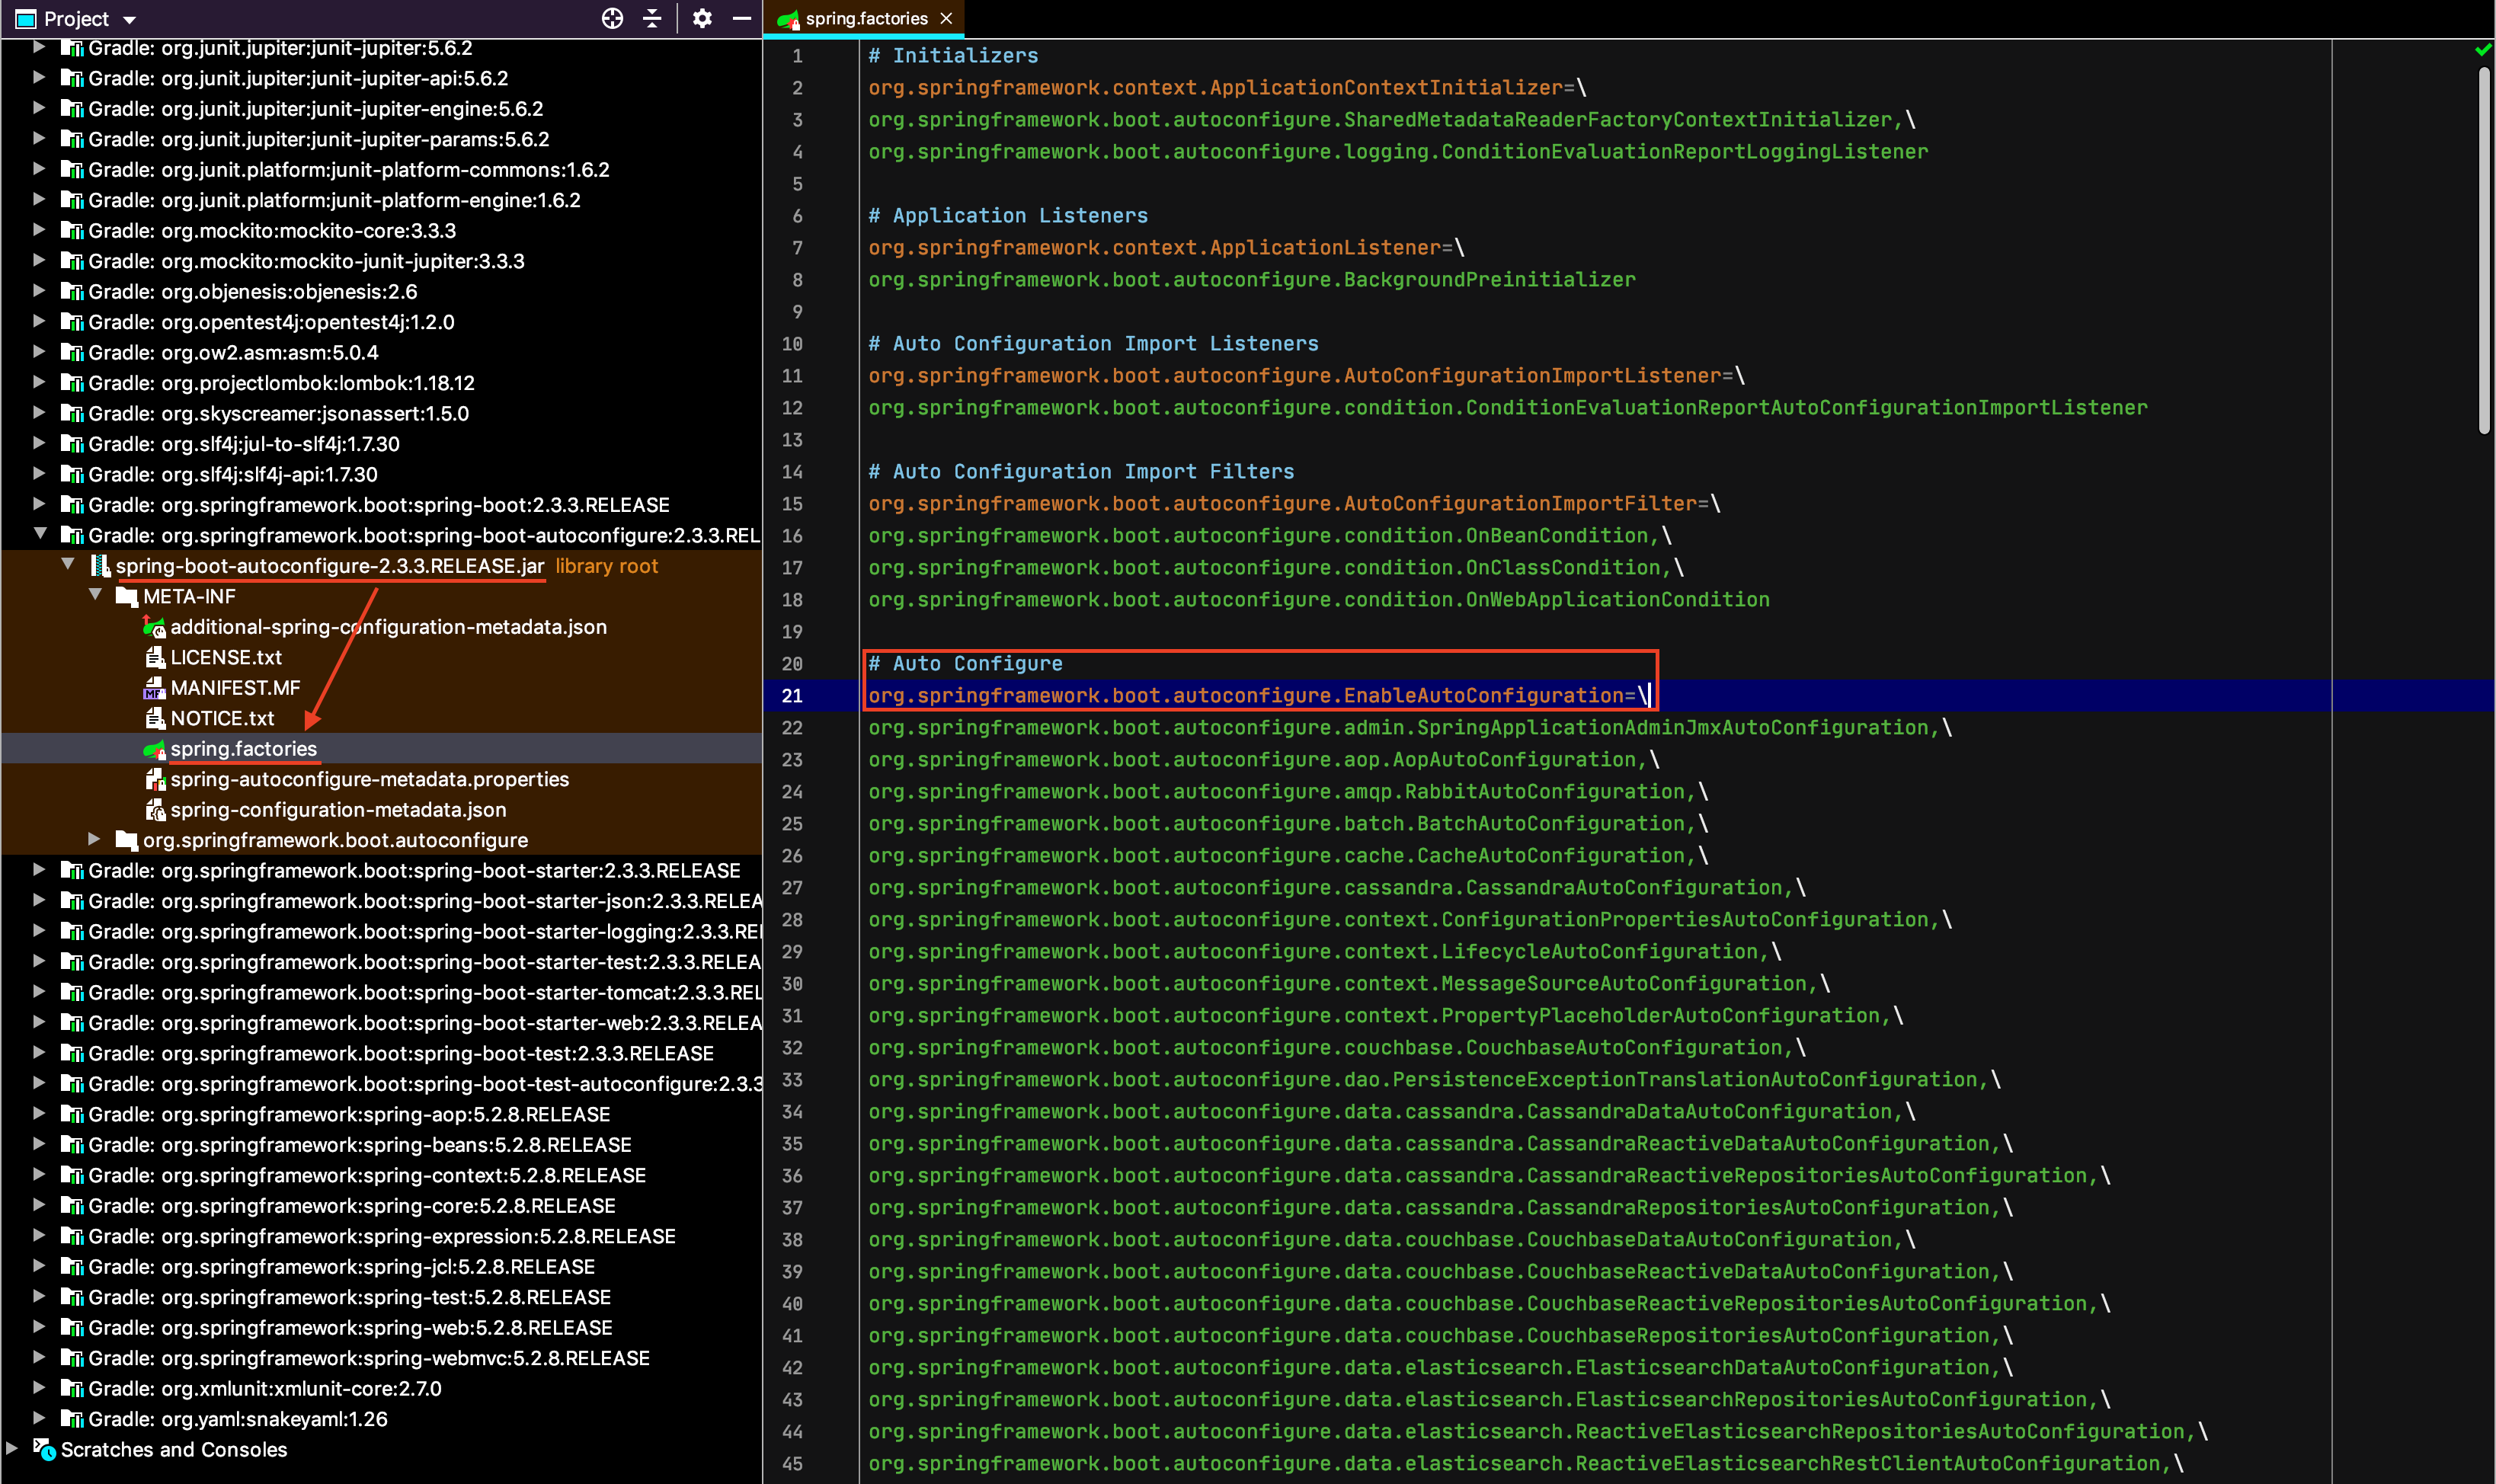 Project
Gradle: org.junit.jupiter:junit-jupiter:5.6.2
Gradle: org.junit.jupiter:junit-jupiter-api:5.6.2
Gradle: org.junit.jupiter:junit-jupiter-engine:5.6.2
Gradle: org.junit.jupiter:junit-jupiter-params:5.6.2
Gradle: org.junit.platform:junit-platform-commons:1.6.2
Gradle: org.junit.platform:junit-platform-engine:1.6.2
Gradle: org.mockito:mockito-core:3.3.3
Gradle: org.mockito:mockito-junit-jupiter:3.3.3
Gradle: org.objenesis:objenesis:2.6
Gradle: org.opentest4j:opentest4j:1.2.0
Gradle: org.ow2.asm:asm:5.0.4
Gradle: org.projectlombok:lombok:1.18.12
Gradle: org.skyscreamer:jsonassert:1.5.0
Gradle: org.slf4j:jul-to-slf4j:1.7.30
Gradle: org.slf4j:slf4j-api:1.7.30
Gradle: org.springframework.boot:spring-boot:2.3.3.RELEASE
Gradle: org.springframework.boot:spring-boot-autoconfigure:2.3.3.REL
spring-boot-autoconfigure-2.3.3.RELEASE.jar library root
META-INF
additional-spring-configuration-metadata.json
LICENSE.txt
MANIFEST.MF
NOTICE.txt
spring.factories
spring-autoconfigure-metadata.properties
spring-configuration-metadata.json
org.springframework.boot.autoconfigure
Gradle: org.springframework.boot:spring-boot-starter:2.3.3.RELEASE
Gradle: org.springframework.boot:spring-boot-starter-json:2.3.3.RELEA
Gradle: org.springframework.boot:spring-boot-starter-logging:2.3.3.REI
Gradle: org.springframework.boot:spring-boot-starter-test:2.3.3.RELEA
Gradle: org.springframework.boot:spring-boot-starter-tomcat:2.3.3.REL
Gradle: org.springframework.boot:spring-boot-starter-web:2.3.3.RELEA
Gradle: org.springframework.boot:spring-boot-test:2.3.3.RELEASE
Gradle: org.springframework.boot:spring-boot-test-autoconfigure:2.3.3
Gradle: org.springframework:spring-aop:5.2.8.RELEASE
Gradle: org.springframework:spring-beans:5.2.8.RELEASE
Gradle: org.springframework:spring-context:5.2.8.RELEASE
Gradle: org.springframework:spring-core:5.2.8.RELEASE
Gradle: org.springframework:spring-expression:5.2.8.RELEASE
Gradle: org.springframework:spring-jcl:5.2.8.RELEASE
Gradle: org.springframework:spring-test:5.2.8.RELEASE
Gradle: org.springframework:spring-web:5.2.8.RELEASE
Gradle: org.springframework:spring-webmvc:5.2.8.RELEASE
Gradle: org.xmlunit:xmlunit-core:2.7.0
Gradle: org.yaml:snakeyaml:1.26
Scratches and Consoles
spring.factories
1 # Initializers
2 org.springframework.context.ApplicationContextInitializer=\
3 org.springframework.boot.autoconfigure.SharedMetadataReaderFactoryContextInitializer,\
4 org.springframework.boot.autoconfigure.logging.ConditionEvaluationReportLoggingListener
5
6 # Application Listeners
7 org.springframework.context.ApplicationListener=\
8 org.springframework.boot.autoconfigure.BackgroundPreinitializer
9
10 # Auto Configuration Import Listeners
11 org.springframework.boot.autoconfigure.AutoConfigurationImportListener=\
12 org.springframework.boot.autoconfigure.condition.ConditionEvaluationReportAutoConfigurationImportListener
13
14 # Auto Configuration Import Filters
15 org.springframework.boot.autoconfigure.AutoConfigurationImportFilter=\
16 org.springframework.boot.autoconfigure.condition.OnBeanCondition,\
17 org.springframework.boot.autoconfigure.condition.OnClassCondition,\
18 org.springframework.boot.autoconfigure.condition.OnWebApplicationCondition
19
20 # Auto Configure
21 org.springframework.boot.autoconfigure.EnableAutoConfiguration=\
22 org.springframework.boot.autoconfigure.admin.SpringApplicationAdminJmxAutoConfiguration,\
23 org.springframework.boot.autoconfigure.aop.AopAutoConfiguration,\
24 org.springframework.boot.autoconfigure.amqp.RabbitAutoConfiguration,\
25 org.springframework.boot.autoconfigure.batch.BatchAutoConfiguration,\
26 org.springframework.boot.autoconfigure.cache.CacheAutoConfiguration,\
27 org.springframework.boot.autoconfigure.cassandra.CassandraAutoConfiguration,\
28 org.springframework.boot.autoconfigure.context.ConfigurationPropertiesAutoConfiguration,\
29 org.springframework.boot.autoconfigure.context.LifecycleAutoConfiguration,\
30 org.springframework.boot.autoconfigure.context.MessageSourceAutoConfiguration,\
31 org.springframework.boot.autoconfigure.context.PropertyPlaceholderAutoConfiguration,\
32 org.springframework.boot.autoconfigure.couchbase.CouchbaseAutoConfiguration,\
33 org.springframework.boot.autoconfigure.dao.PersistenceExceptionTranslationAutoConfiguration,\
34 org.springframework.boot.autoconfigure.data.cassandra.CassandraDataAutoConfiguration,\
35 org.springframework.boot.autoconfigure.data.cassandra.CassandraReactiveDataAutoConfiguration,\
36 org.springframework.boot.autoconfigure.data.cassandra.CassandraReactiveRepositoriesAutoConfiguration,\
37 org.springframework.boot.autoconfigure.data.cassandra.CassandraRepositoriesAutoConfiguration,\
38 org.springframework.boot.autoconfigure.data.couchbase.CouchbaseDataAutoConfiguration,\
39 org.springframework.boot.autoconfigure.data.couchbase.CouchbaseReactiveDataAutoConfiguration,\
40 org.springframework.boot.autoconfigure.data.couchbase.CouchbaseReactiveRepositoriesAutoConfiguration,\
41 org.springframework.boot.autoconfigure.data.couchbase.CouchbaseRepositoriesAutoConfiguration,\
42 org.springframework.boot.autoconfigure.data.elasticsearch.ElasticsearchDataAutoConfiguration,\
43 org.springframework.boot.autoconfigure.data.elasticsearch.ElasticsearchRepositoriesAutoConfiguration,\
44 org.springframework.boot.autoconfigure.data.elasticsearch.ReactiveElasticsearchRepositoriesAutoConfiguration,\
45 org.springframework.boot.autoconfigure.data.elasticsearch.ReactiveElasticsearchRestClientAutoConfiguration,\